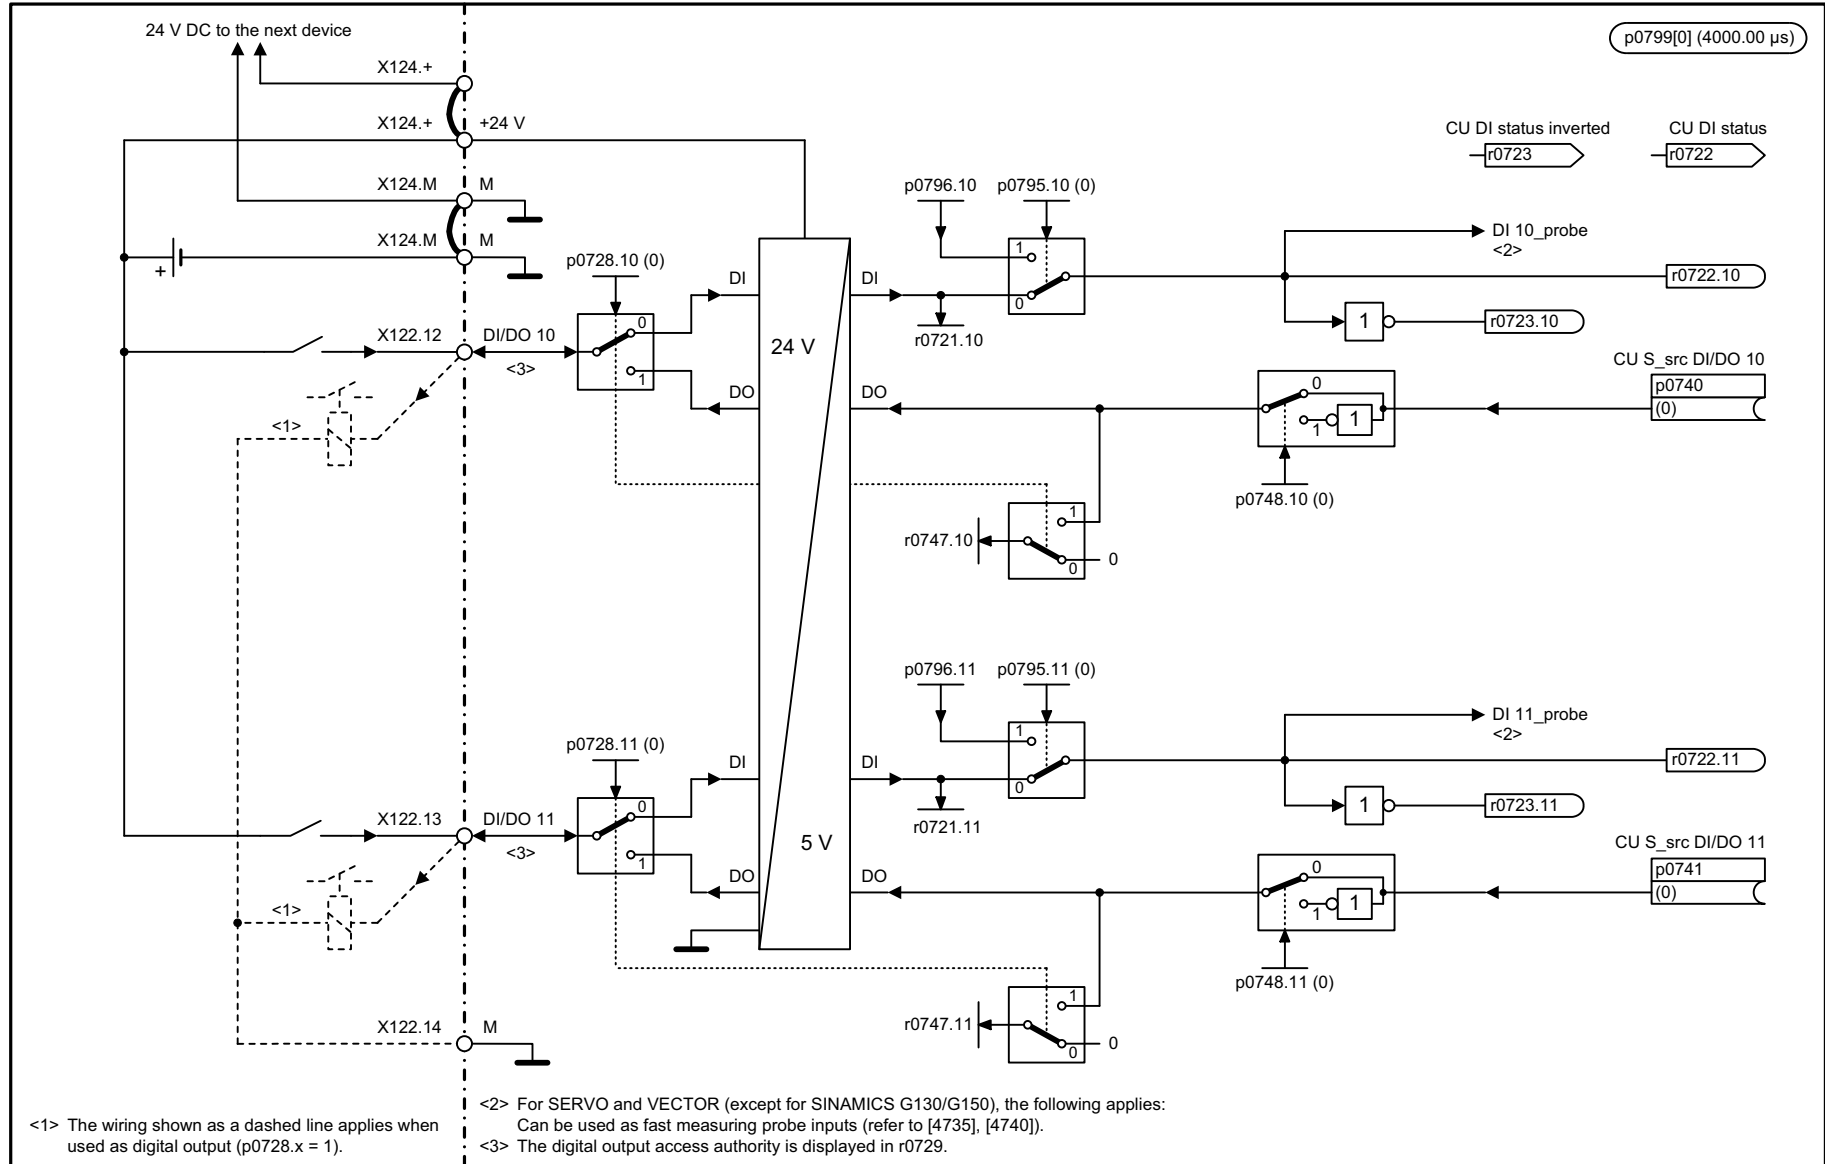 24 V DC to the next device
p0799[0] (4000.00 µs)
X124.+
X124.+ +24 V
CU DI status inverted CU DI status
r0723 r0722
X124.M M
p0796.10 p0795.10 (0)
X124.M M
DI 10_probe
<2>
+
p0728.10 (0)
1
0
DI DI
r0722.10
r0721.10
1
r0723.10
X122.12 DI/DO 10
<3>
0
1
24 V
CU S_src DI/DO 10
p0740
(0)
DO DO
0
1
1
<1>
p0748.10 (0)
r0747.10
1
0
0
p0796.11 p0795.11 (0)
DI 11_probe
<2>
p0728.11 (0)
1
0
DI DI
r0722.11
r0721.11
1
r0723.11
X122.13 DI/DO 11
<3>
0
1
5 V
CU S_src DI/DO 11
p0741
(0)
DO DO
0
1
1
<1>
p0748.11 (0)
r0747.11
1
0
0
X122.14 M
<1> The wiring shown as a dashed line applies when
used as digital output (p0728.x = 1).
<2> For SERVO and VECTOR (except for SINAMICS G130/G150), the following applies:
Can be used as fast measuring probe inputs (refer to [4735], [4740]).
<3> The digital output access authority is displayed in r0729.